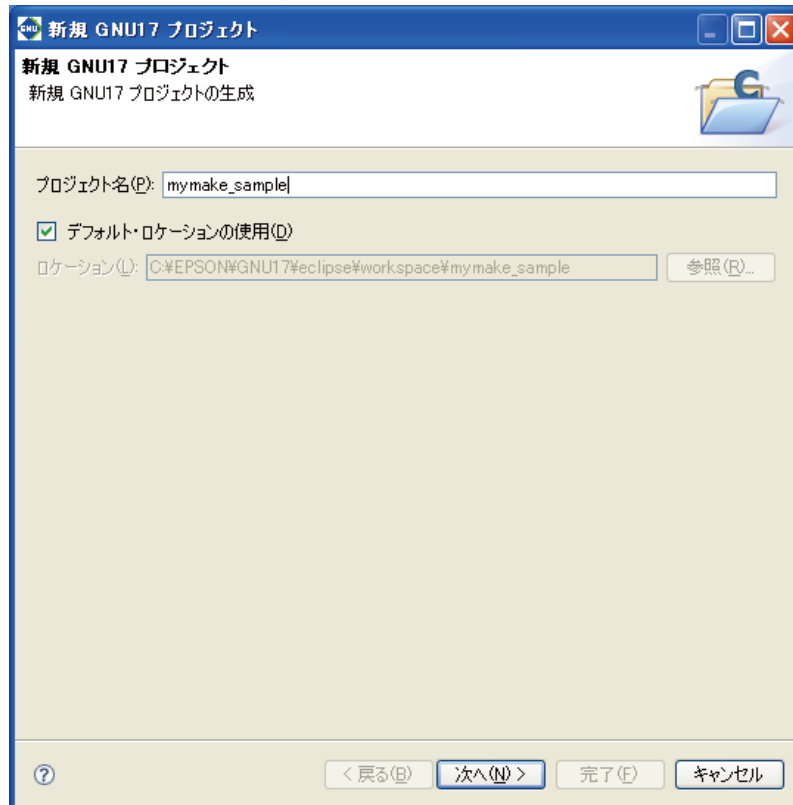 GNU 新規 GNU17 プロジェクト
新規 GNU17 プロジェクト
新規 GNU17 プロジェクトの生成
C
プロジェクト名(P): mymake_sample
デフォルト・ロケーションの使用(D)
ロケーション(L): C:¥EPSON¥GNU17¥eclipse¥workspace¥mymake_sample 参照(R)...
? < 戻る(B) 次へ(N) > 完了(F) キャンセル